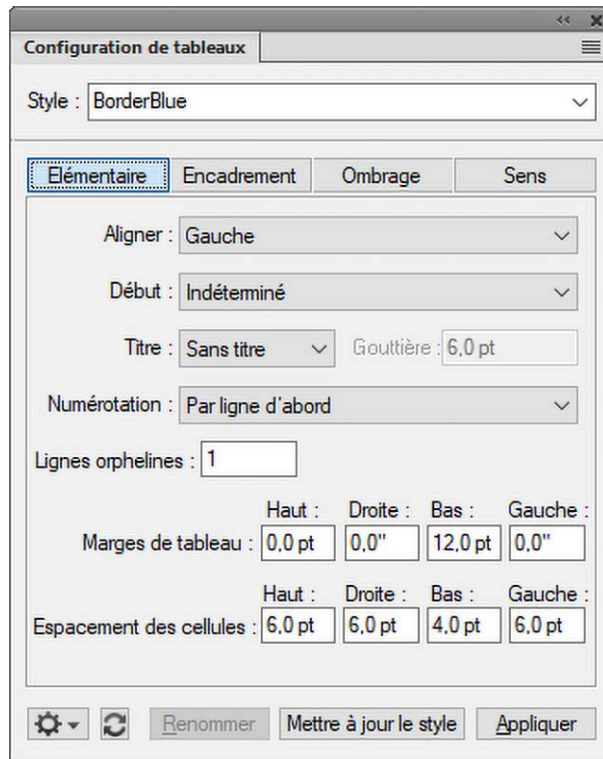 Configuration de tableaux
Style : BorderBlue
Elémentaire Encadrement Ombrage Sens
Aligner : Gauche
Début : Indéterminé
Titre : Sans titre Gouttière : 6,0 pt
Numérotation : Par ligne d'abord
Lignes orphelines : 1
Haut : Droite : Bas : Gauche :
Marges de tableau : 0,0 pt 0,0" 12,0 pt 0,0"
Haut : Droite : Bas : Gauche :
Espacement des cellules : 6,0 pt 6,0 pt 4,0 pt 6,0 pt
Renommer Mettre à jour le style Appliquer